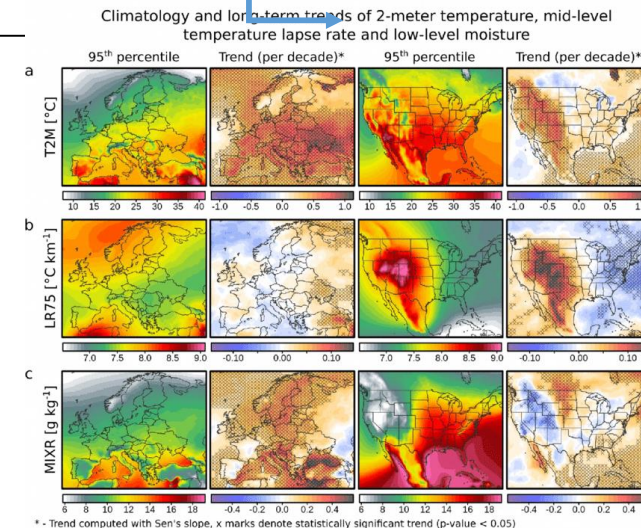 Climatology and long-term trends of 2-meter temperature, mid-level
temperature lapse rate and low-level moisture
95th percentile Trend (per decade)* 95th percentile Trend (per decade)*
a
T2M [°C]
10 15 20 25 30 35 40 -1.0 -0.5 0.0 0.5 1.0 10 15 20 25 30 35 40 -1.0 -0.5 0.0 0.5 1.
b
LR75 [°C km⁻¹]
7.0 7.5 8.0 8.5 9.0 -0.10 0.00 0.10 7.0 7.5 8.0 8.5 9.0 -0.10 0.00 0.10
c
MIXR [g kg⁻¹]
6 8 10 12 14 16 18 -0.4 -0.2 0.0 0.2 0.4 6 8 10 12 14 16 18 -0.4 -0.2 0.0 0.2 0.4
* - Trend computed with Sen's slope, x marks denote statistically significant trend (p-value < 0.05)